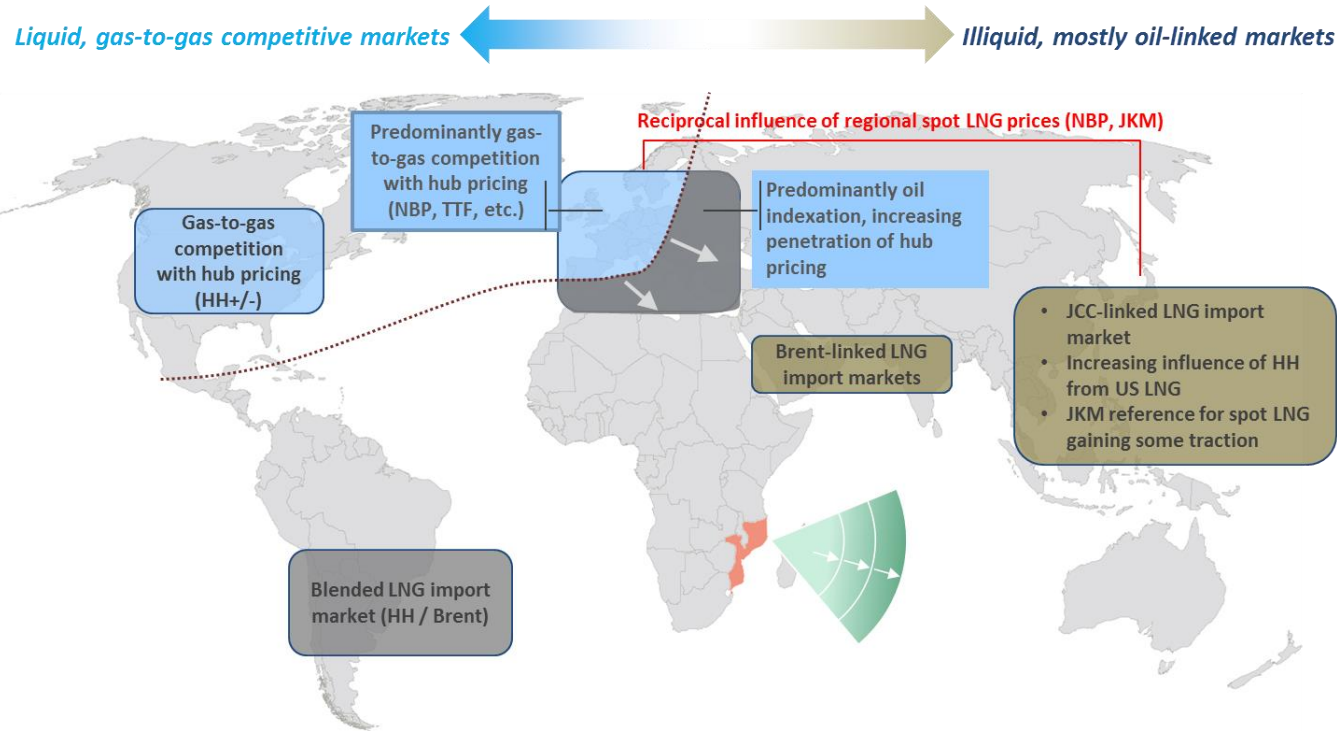 Liquid, gas-to-gas competitive markets
Illiquid, mostly oil-linked markets
Reciprocal influence of regional spot LNG prices (NBP, JKM)
Predominantly gas-
to-gas competition
with hub pricing
(NBP, TTF, etc.)
Predominantly oil
indexation, increasing
penetration of hub
pricing
Gas-to-gas
competition
with hub pricing
(HH+/-)
• JCC-linked LNG import
market
• Increasing influence of HH
from US LNG
• JKM reference for spot LNG
gaining some traction
Brent-linked LNG
import markets
Blended LNG import
market (HH / Brent)